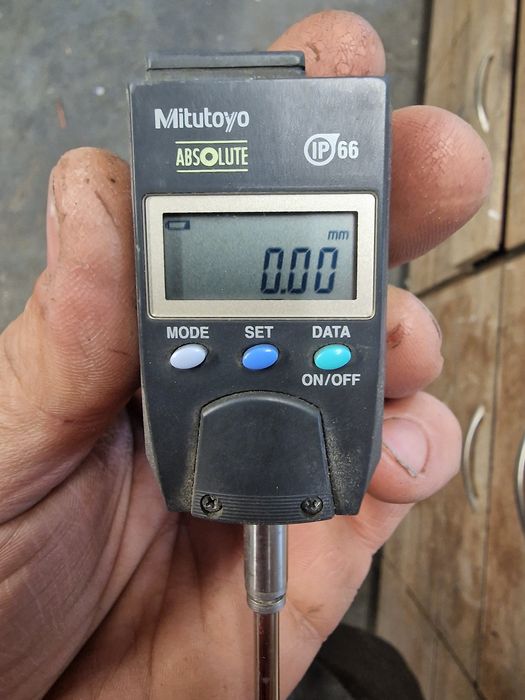 Mitutoyo
ABSOLUTE
IP66
mm
0.00
MODE SET DATA
ON/OFF